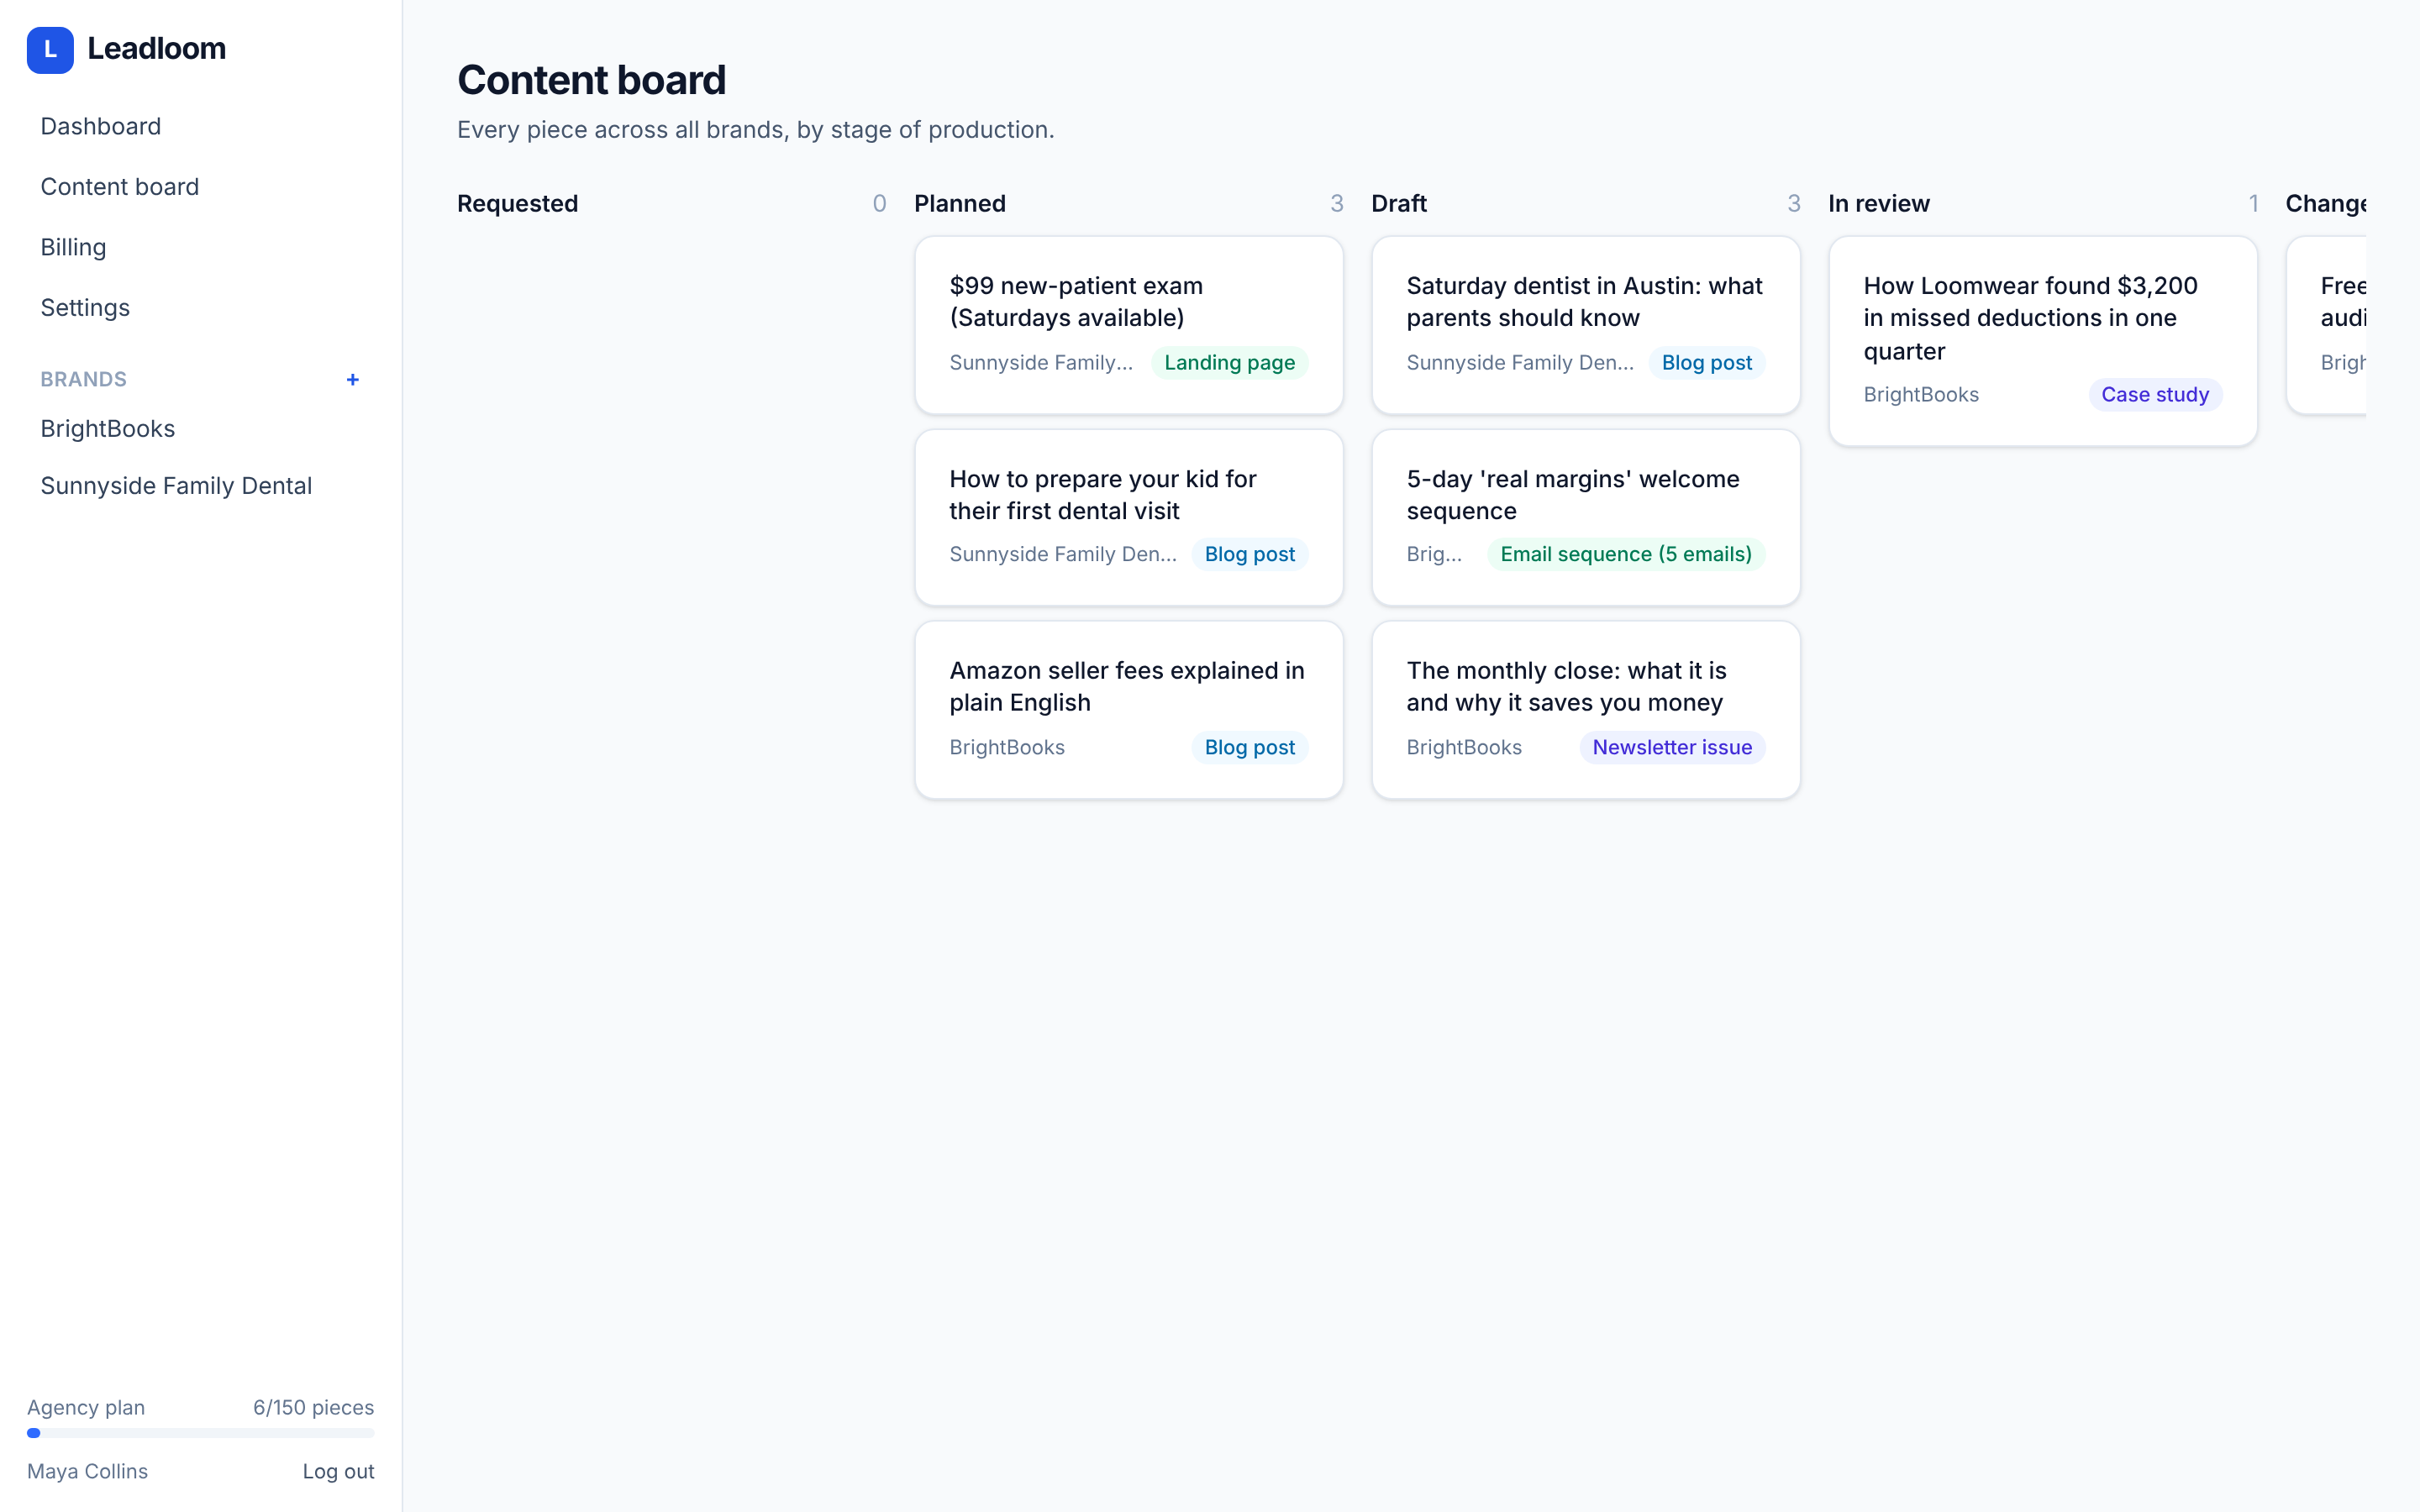 L Leadloom
Dashboard
Content board
Billing
Settings
BRANDS +
BrightBooks
Sunnyside Family Dental
Agency plan 6/150 pieces
Maya Collins Log out
Content board
Every piece across all brands, by stage of production.
Requested 0
Planned 3
$99 new-patient exam
(Saturdays available)
Sunnyside Family... Landing page
How to prepare your kid for
their first dental visit
Sunnyside Family Den... Blog post
Amazon seller fees explained in
plain English
BrightBooks Blog post
Draft 3
Saturday dentist in Austin: what
parents should know
Sunnyside Family Den... Blog post
5-day 'real margins' welcome
sequence
Brig... Email sequence (5 emails)
The monthly close: what it is
and why it saves you money
BrightBooks Newsletter issue
In review 1
How Loomwear found $3,200
in missed deductions in one
quarter
BrightBooks Case study
Change
Free
audi
Brigh